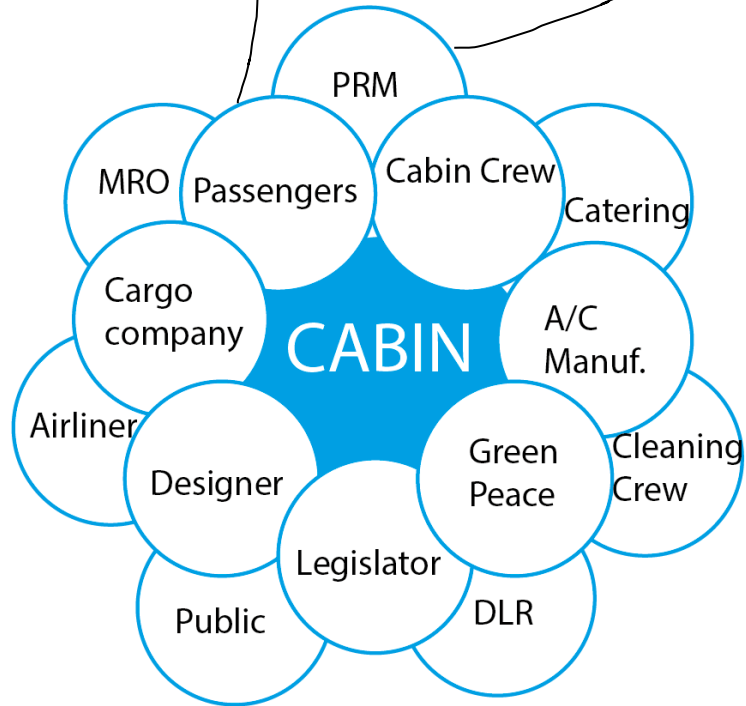 PRM
Cabin Crew
MRO
Passengers
Catering
Cargo
company
A/C
Manuf.
CABIN
Airliner
Green
Peace
Cleaning
Crew
Designer
Legislator
Public
DLR